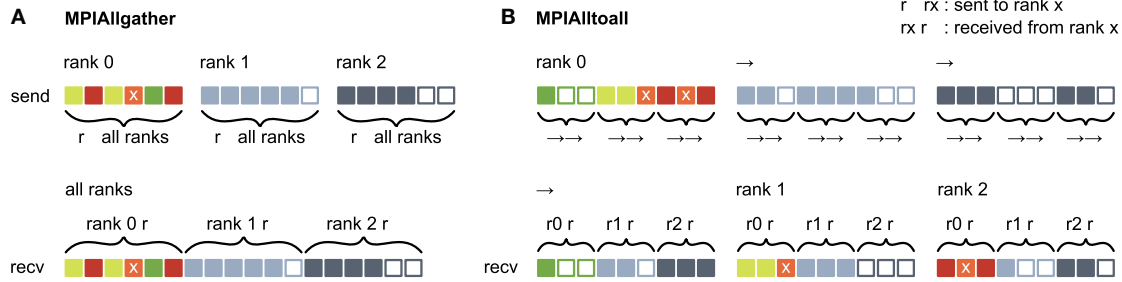 A MPIAllgather
rank 0 rank 1 rank 2
send x
r all ranks r all ranks r all ranks
all ranks
rank 0 r rank 1 r rank 2 r
recv x
B MPIAlltoall
r rx : sent to rank x
rx r : received from rank x
rank 0 →
→
send x x
→→ →→ →→ →→ →→ →→ →→ →→ →→
→ rank 1 rank 2
r0 r r1 r r2 r r0 r r1 r r2 r r0 r r1 r r2 r
recv x x